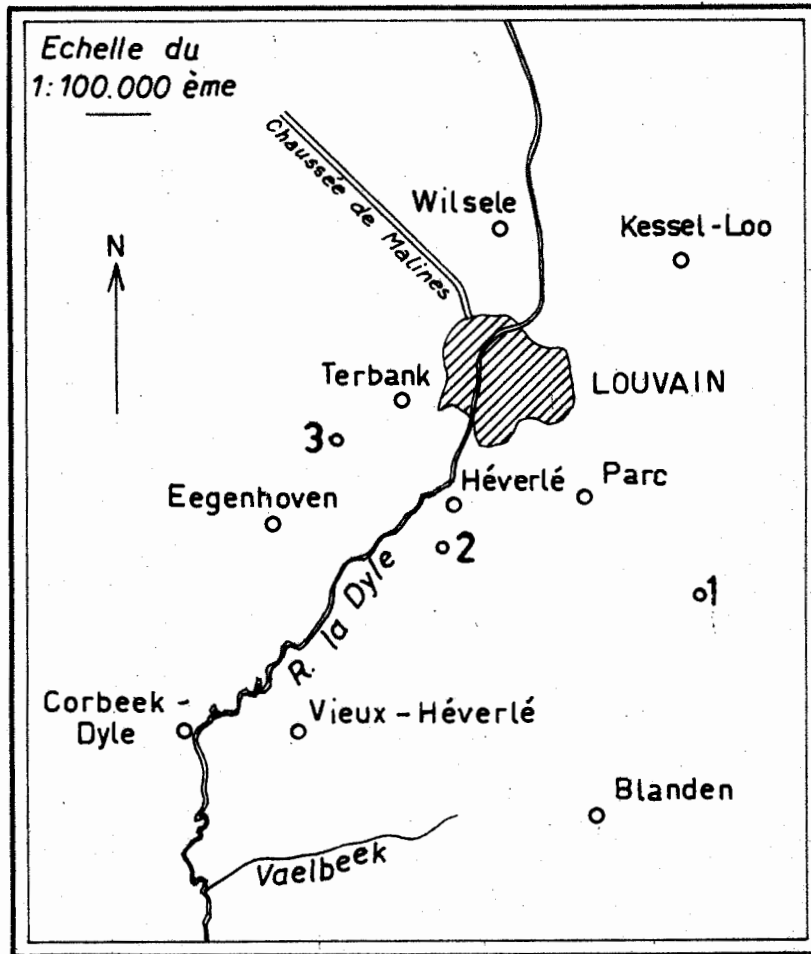 Echelle du
1:100.000 ème
Chaussée de Malines
Wilsele
Kessel-Loo
N
Terbank
LOUVAIN
3
Héverlé
Parc
Eegenhoven
2
1
R. la Dyle
Corbeek -
Dyle
Vieux - Héverlé
Blanden
Vaelbeek